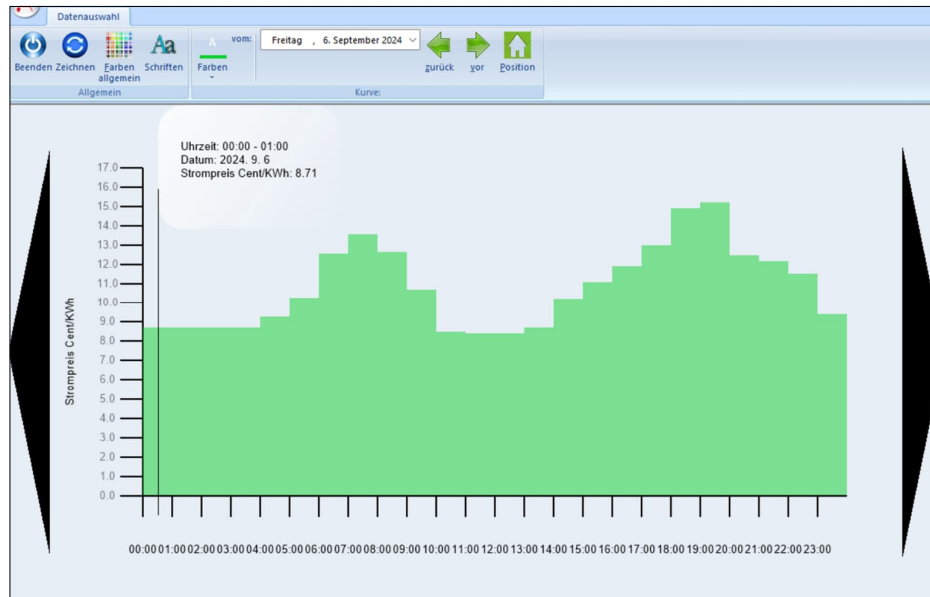 Datenauswahl
Beenden
Zeichnen
Farben allgemein
Schriften
Allgemein
A
Farben
vom:
Freitag , 6. September 2024
zurück
vor
Position
Kurve:
Uhrzeit: 00:00 - 01:00
Datum: 2024. 9. 6
Strompreis Cent/KWh: 8.71
Strompreis Cent/KWh
17.0
16.0
15.0
14.0
13.0
12.0
11.0
10.0
9.0
8.0
7.0
6.0
5.0
4.0
3.0
2.0
1.0
0.0
00:00 01:00 02:00 03:00 04:00 05:00 06:00 07:00 08:00 09:00 10:00 11:00 12:00 13:00 14:00 15:00 16:00 17:00 18:00 19:00 20:00 21:00 22:00 23:00